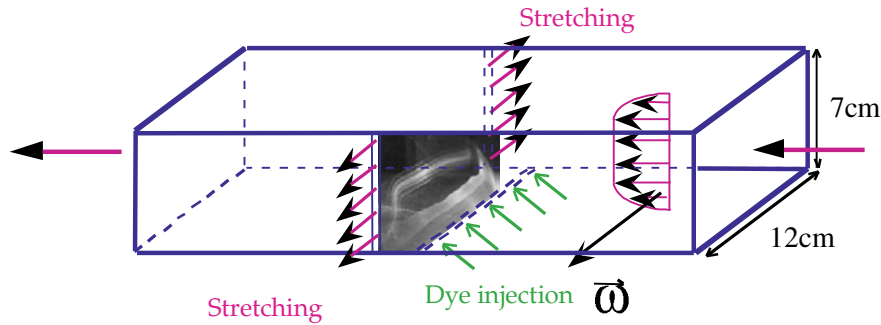 Stretching
7cm
12cm
Stretching
Dye injection
ω